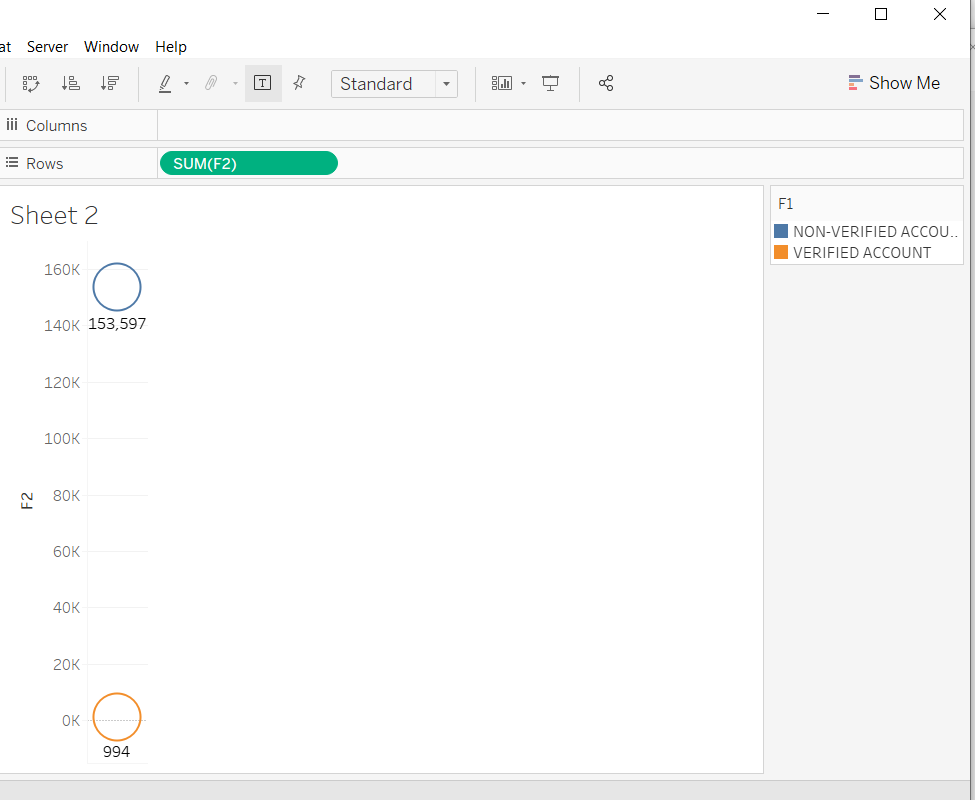 at Server Window Help
T Standard Show Me
Columns
Rows SUM(F2)
Sheet 2
F1
NON-VERIFIED ACCOU..
VERIFIED ACCOUNT
160K
153,597
140K
120K
100K
80K
F2
60K
40K
20K
0K
994